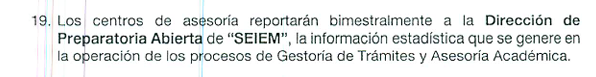 19. Los centros de asesoría reportarán bimestralmente a la Dirección de
Preparatoria Abierta de “SEIEM”, la información estadística que se genere en
la operación de los procesos de Gestoría de Trámites y Asesoría Académica.